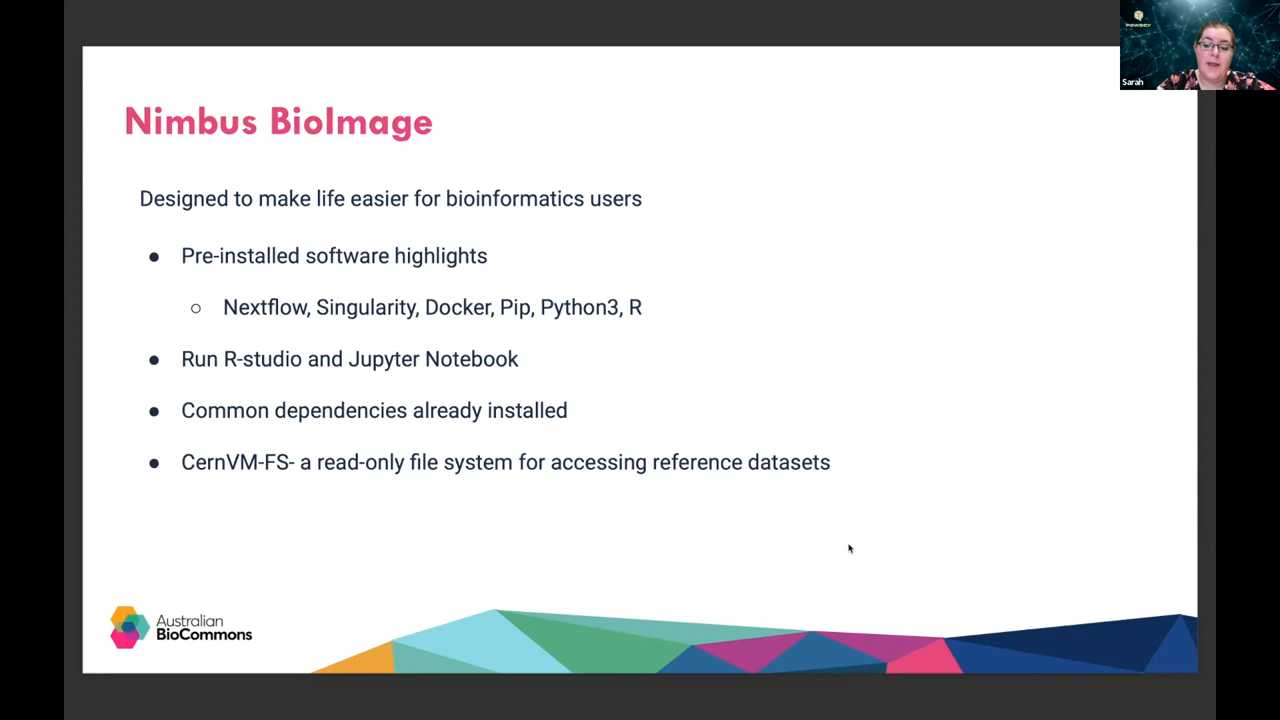 PAWSEY
Sarah
Nimbus BioImage
Designed to make life easier for bioinformatics users
● Pre-installed software highlights
○ Nextflow, Singularity, Docker, Pip, Python3, R
● Run R-studio and Jupyter Notebook
● Common dependencies already installed
● CernVM-FS- a read-only file system for accessing reference datasets
Australian
BioCommons